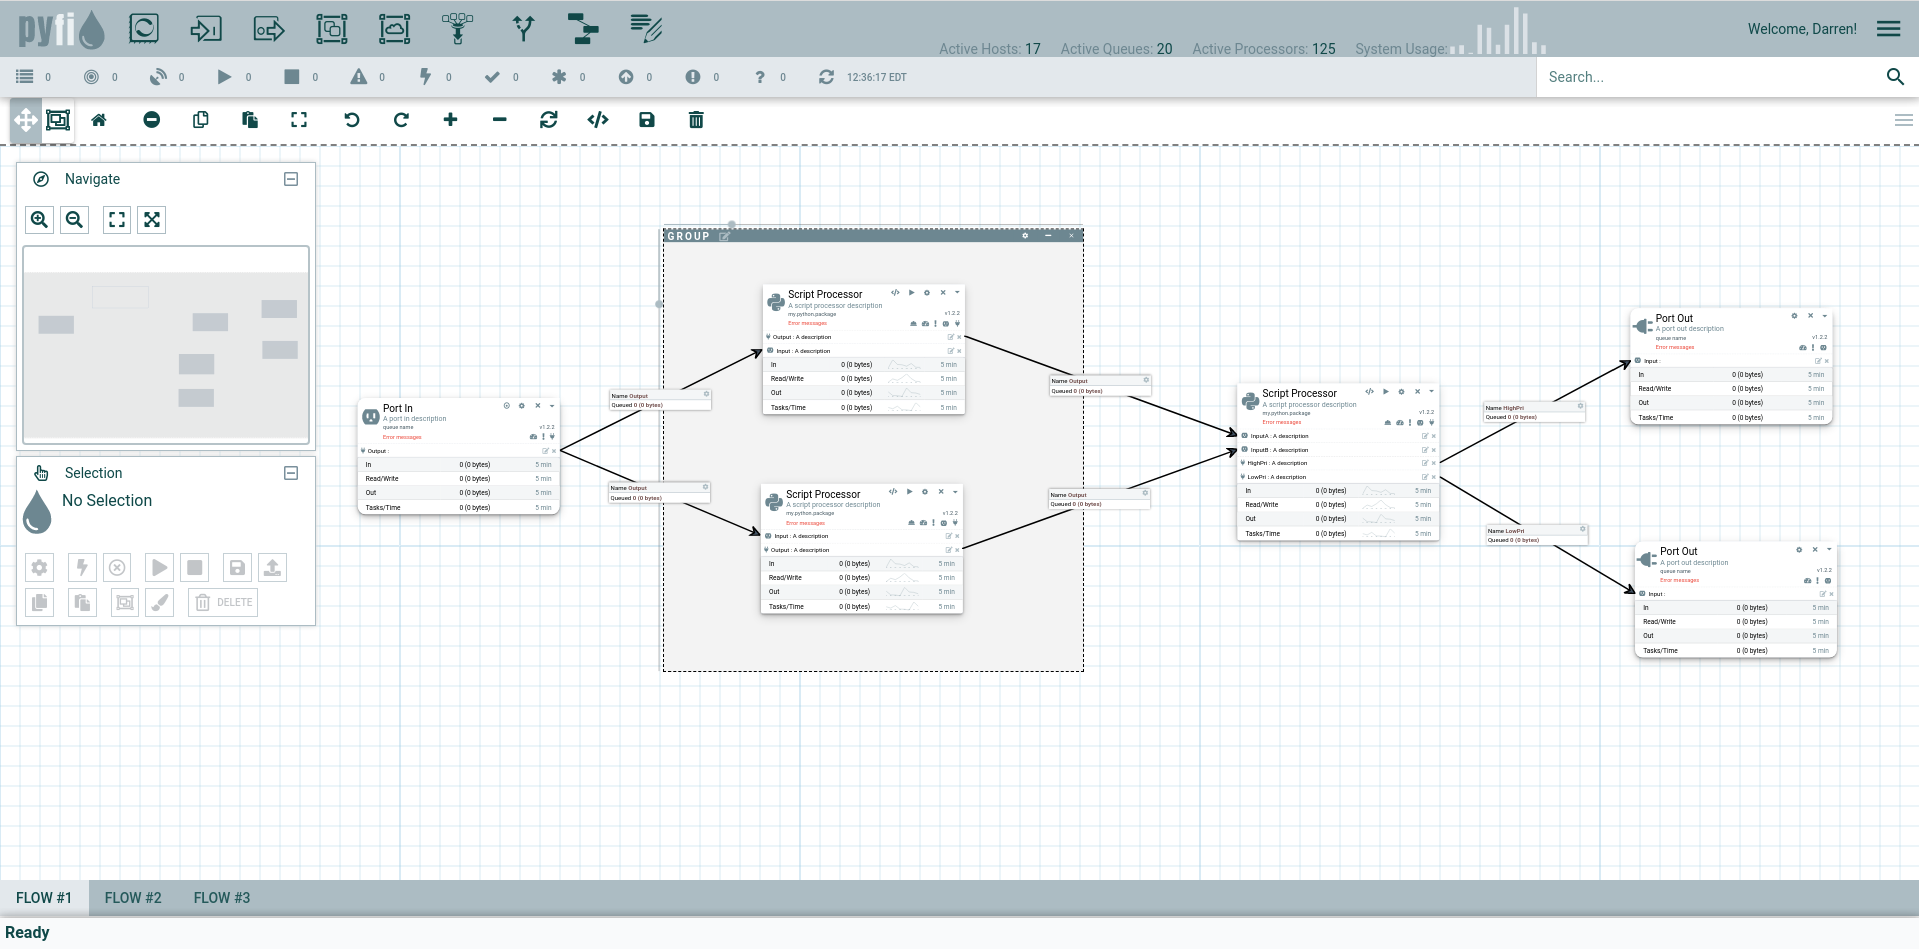 pyfi
Active Hosts: 17 Active Queues: 20 Active Processors: 125 System Usage:
Welcome, Darren!
0 0 0 0 0 0 0 0 0 0 0 0 12:36:17 EDT
Search...
Navigate
Selection
No Selection
DELETE
Port In
A port in description
queue name
v1.2.2
Error messages
Output :
In 0 (0 bytes) 5 min
Read/Write 0 (0 bytes) 5 min
Out 0 (0 bytes) 5 min
Tasks/Time 0 (0 bytes) 5 min
Name Output
Queued 0 (0 bytes)
Name Output
Queued 0 (0 bytes)
GROUP
Script Processor
A script processor description
my.python.package
v1.2.2
Error messages
Output : A description
Input : A description
In 0 (0 bytes) 5 min
Read/Write 0 (0 bytes) 5 min
Out 0 (0 bytes) 5 min
Tasks/Time 0 (0 bytes) 5 min
Script Processor
A script processor description
my.python.package
v1.2.2
Error messages
Input : A description
Output : A description
In 0 (0 bytes) 5 min
Read/Write 0 (0 bytes) 5 min
Out 0 (0 bytes) 5 min
Tasks/Time 0 (0 bytes) 5 min
Name Output
Queued 0 (0 bytes)
Name Output
Queued 0 (0 bytes)
Script Processor
A script processor description
my.python.package
v1.2.2
Error messages
InputA : A description
InputB : A description
HighPri : A description
LowPri : A description
In 0 (0 bytes) 5 min
Read/Write 0 (0 bytes) 5 min
Out 0 (0 bytes) 5 min
Tasks/Time 0 (0 bytes) 5 min
Name HighPri
Queued 0 (0 bytes)
Name LowPri
Queued 0 (0 bytes)
Port Out
A port out description
queue name
v1.2.2
Error messages
Input :
In 0 (0 bytes) 5 min
Read/Write 0 (0 bytes) 5 min
Out 0 (0 bytes) 5 min
Tasks/Time 0 (0 bytes) 5 min
Port Out
A port out description
queue name
v1.2.2
Error messages
Input :
In 0 (0 bytes) 5 min
Read/Write 0 (0 bytes) 5 min
Out 0 (0 bytes) 5 min
Tasks/Time 0 (0 bytes) 5 min
FLOW #1 FLOW #2 FLOW #3
Ready